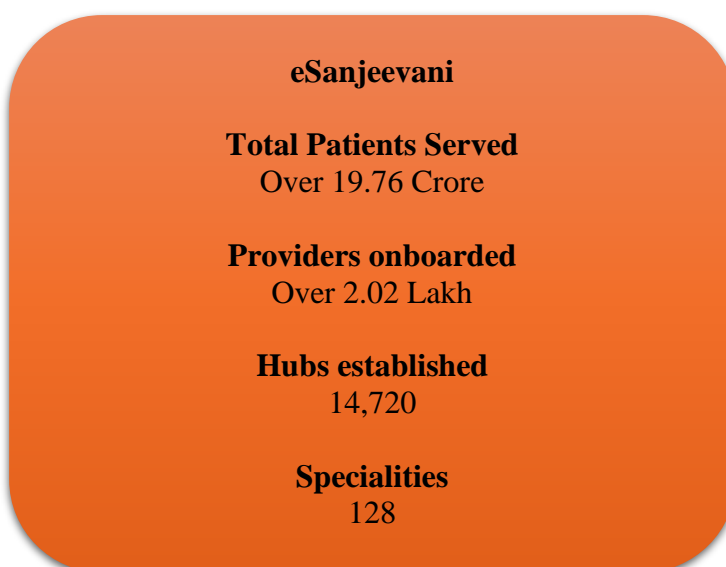 eSanjeevani
Total Patients Served
Over 19.76 Crore
Providers onboarded
Over 2.02 Lakh
Hubs established
14,720
Specialities
128